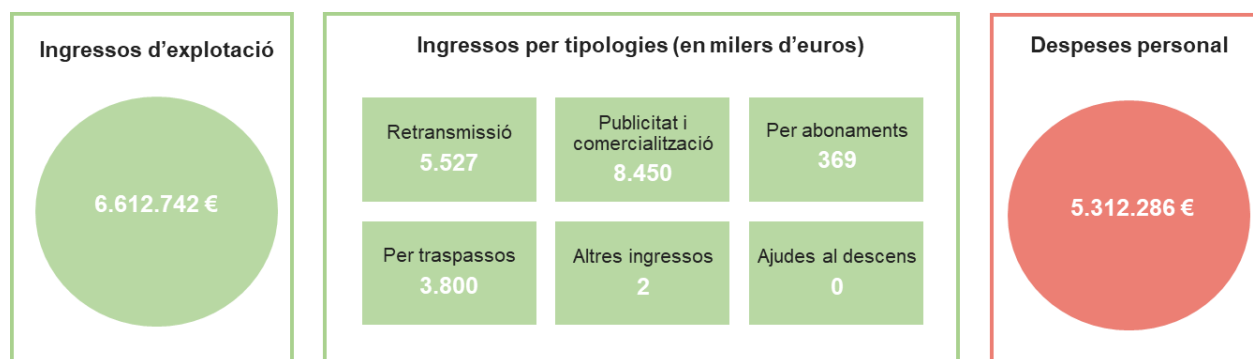 Ingressos d’explotació
6.612.742 €
Ingressos per tipologies (en milers d’euros)
Retransmissió
5.527
Publicitat i
comercialització
8.450
Per abonaments
369
Per traspassos
3.800
Altres ingressos
2
Ajudes al descens
0
Despeses personal
5.312.286 €